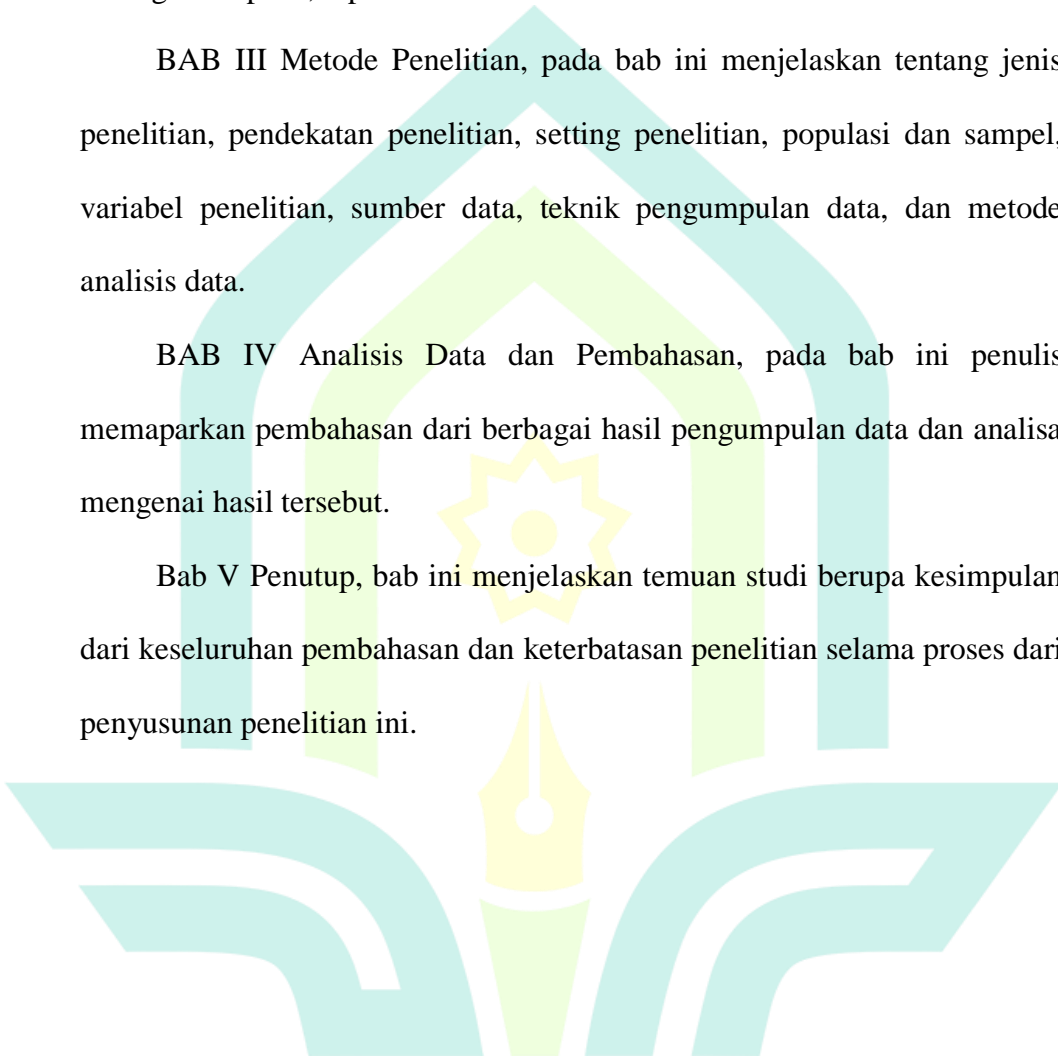 BAB III Metode Penelitian, pada bab ini menjelaskan tentang jenis
penelitian, pendekatan penelitian, setting penelitian, populasi dan sampel,
variabel penelitian, sumber data, teknik pengumpulan data, dan metode
analisis data.
BAB IV Analisis Data dan Pembahasan, pada bab ini penulis
memaparkan pembahasan dari berbagai hasil pengumpulan data dan analisa
mengenai hasil tersebut.
Bab V Penutup, bab ini menjelaskan temuan studi berupa kesimpulan
dari keseluruhan pembahasan dan keterbatasan penelitian selama proses dari
penyusunan penelitian ini.